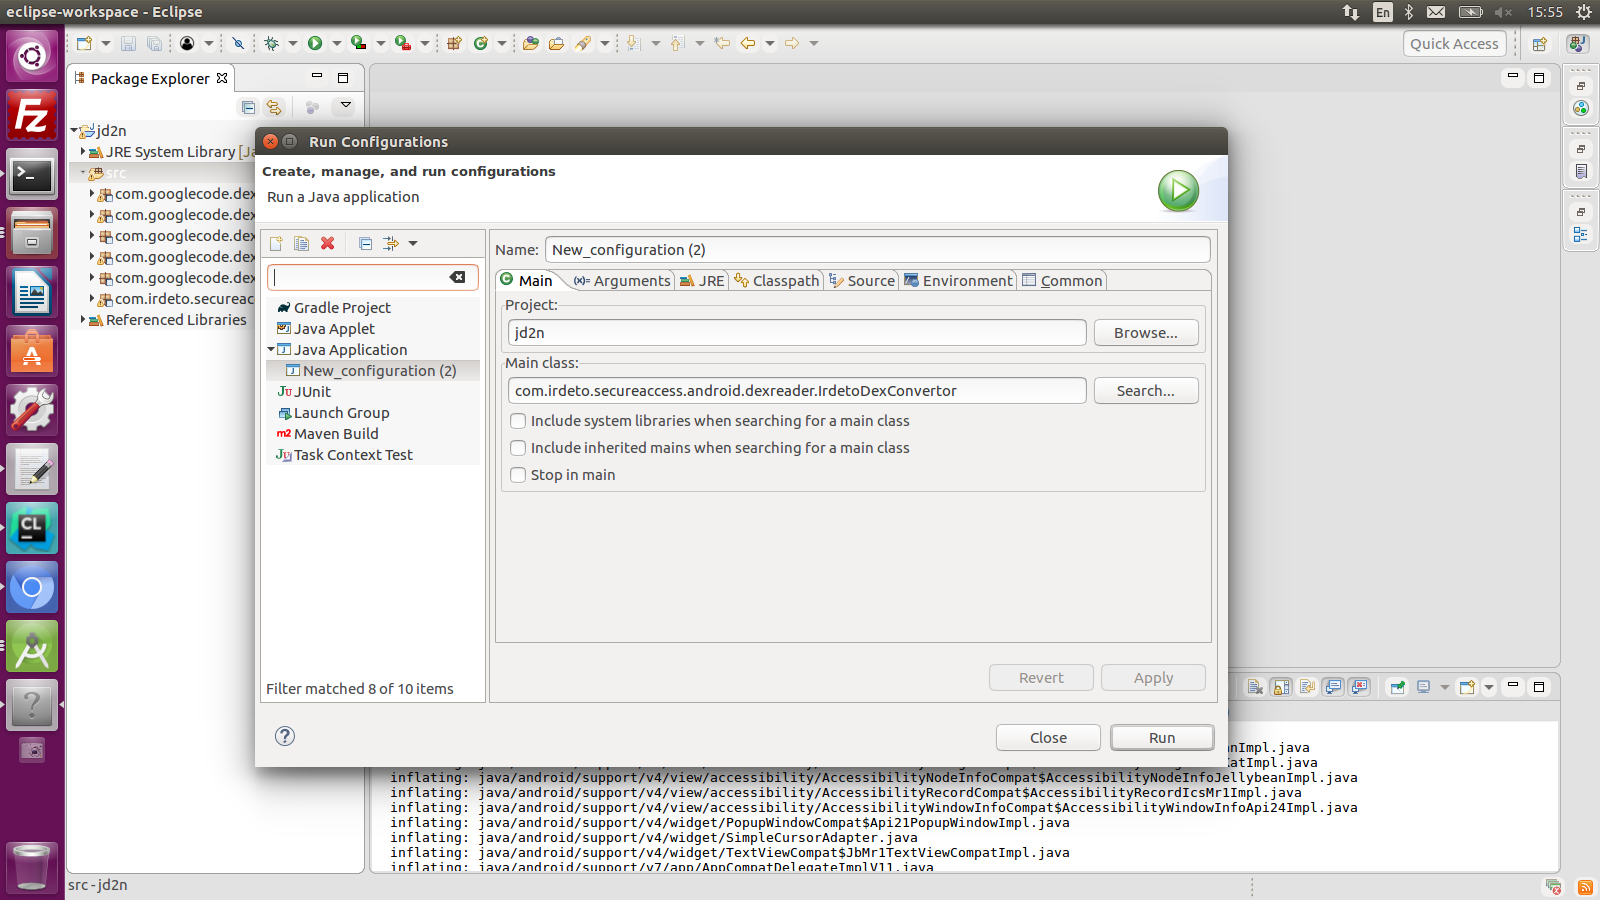 eclipse-workspace - Eclipse
En
15:55
Quick Access
Package Explorer
jd2n
JRE System Library [Ja
src
com.googlecode.dex
com.googlecode.dex
com.googlecode.dex
com.googlecode.dex
com.googlecode.dex
com.irdeto.secureac
Referenced Libraries
Run Configurations
Create, manage, and run configurations
Run a Java application
Gradle Project
Java Applet
Java Application
New_configuration (2)
JUnit
Launch Group
Maven Build
Task Context Test
Filter matched 8 of 10 items
Name: New_configuration (2)
Main (x)= Arguments JRE Classpath Source Environment Common
Project:
jd2n
Browse...
Main class:
com.irdeto.secureaccess.android.dexreader.IrdetoDexConvertor
Search...
Include system libraries when searching for a main class
Include inherited mains when searching for a main class
Stop in main
Revert Apply
Close Run
anImpl.java
KatImpl.java
inflating: java/android/support/v4/view/accessibility/AccessibilityNodeInfoCompat$AccessibilityNodeInfoJellybeanImpl.java
inflating: java/android/support/v4/view/accessibility/AccessibilityRecordCompat$AccessibilityRecordIcsMr1Impl.java
inflating: java/android/support/v4/view/accessibility/AccessibilityWindowInfoCompat$AccessibilityWindowInfoApi24Impl.java
inflating: java/android/support/v4/widget/PopupWindowCompat$Api21PopupWindowImpl.java
inflating: java/android/support/v4/widget/SimpleCursorAdapter.java
inflating: java/android/support/v4/widget/TextViewCompat$JbMr1TextViewCompatImpl.java
inflating: java/android/support/v7/app/AppCompatDelegateImplV11.java
src - jd2n